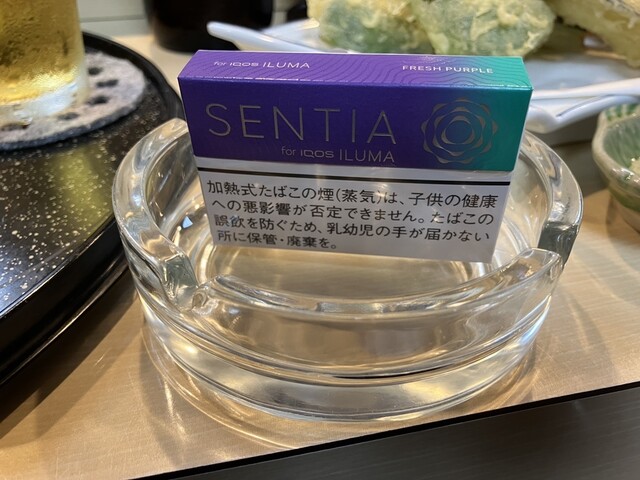 for IQOS ILUMA FRESH PURPLE
SENTIA
for IQOS ILUMA
加熱式たばこの煙(蒸気)は、子供の健康
への悪影響が否定できません。たばこの
誤飲を防ぐため、乳幼児の手が届かない
所に保管・廃棄を。